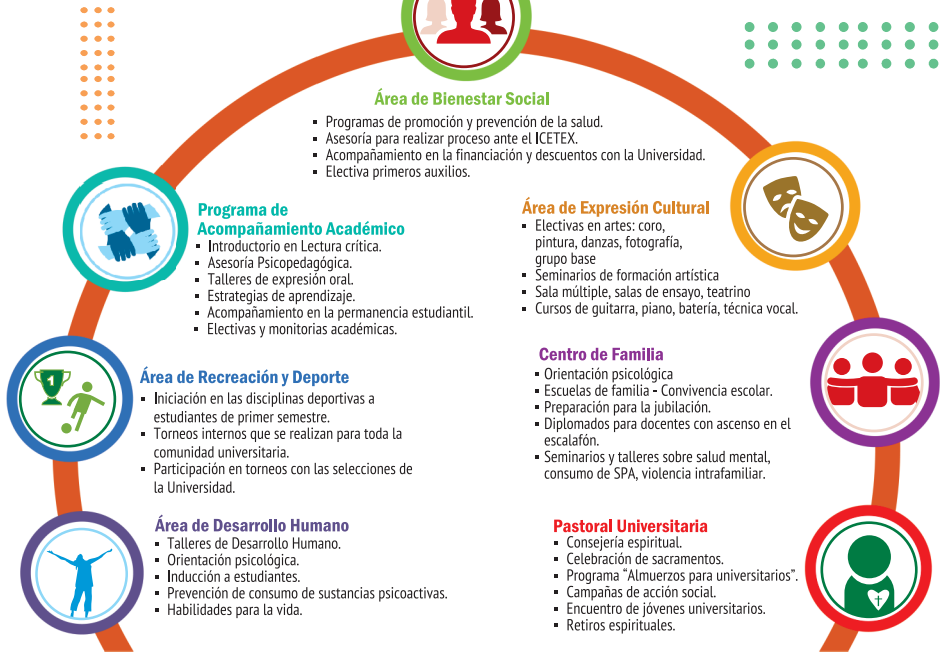 Área de Bienestar Social
▪ Programas de promoción y prevención de la salud.
▪ Asesoría para realizar proceso ante el ICETEX.
▪ Acompañamiento en la financiación y descuentos con la Universidad.
▪ Electiva primeros auxilios.
Programa de
Acompañamiento Académico
▪ Introductorio en Lectura crítica.
▪ Asesoría Psicopedagógica.
▪ Talleres de expresión oral.
▪ Estrategias de aprendizaje.
▪ Acompañamiento en la permanencia estudiantil.
▪ Electivas y monitorias académicas.
Área de Expresión Cultural
▪ Electivas en artes: coro,
pintura, danzas, fotografía,
grupo base
▪ Seminarios de formación artística
▪ Sala múltiple, salas de ensayo, teatrino
▪ Cursos de guitarra, piano, batería, técnica vocal.
1
Área de Recreación y Deporte
▪ Iniciación en las disciplinas deportivas a
estudiantes de primer semestre.
▪ Torneos internos que se realizan para toda la
comunidad universitaria.
▪ Participación en torneos con las selecciones de
la Universidad.
Centro de Familia
▪ Orientación psicológica
▪ Escuelas de familia - Convivencia escolar.
▪ Preparación para la jubilación.
▪ Diplomados para docentes con ascenso en el
escalafón.
▪ Seminarios y talleres sobre salud mental,
consumo de SPA, violencia intrafamiliar.
Área de Desarrollo Humano
▪ Talleres de Desarrollo Humano.
▪ Orientación psicológica.
▪ Inducción a estudiantes.
▪ Prevención de consumo de sustancias psicoactivas.
▪ Habilidades para la vida.
Pastoral Universitaria
▪ Consejería espiritual.
▪ Celebración de sacramentos.
▪ Programa “Almuerzos para universitarios”.
▪ Campañas de acción social.
▪ Encuentro de jóvenes universitarios.
▪ Retiros espirituales.